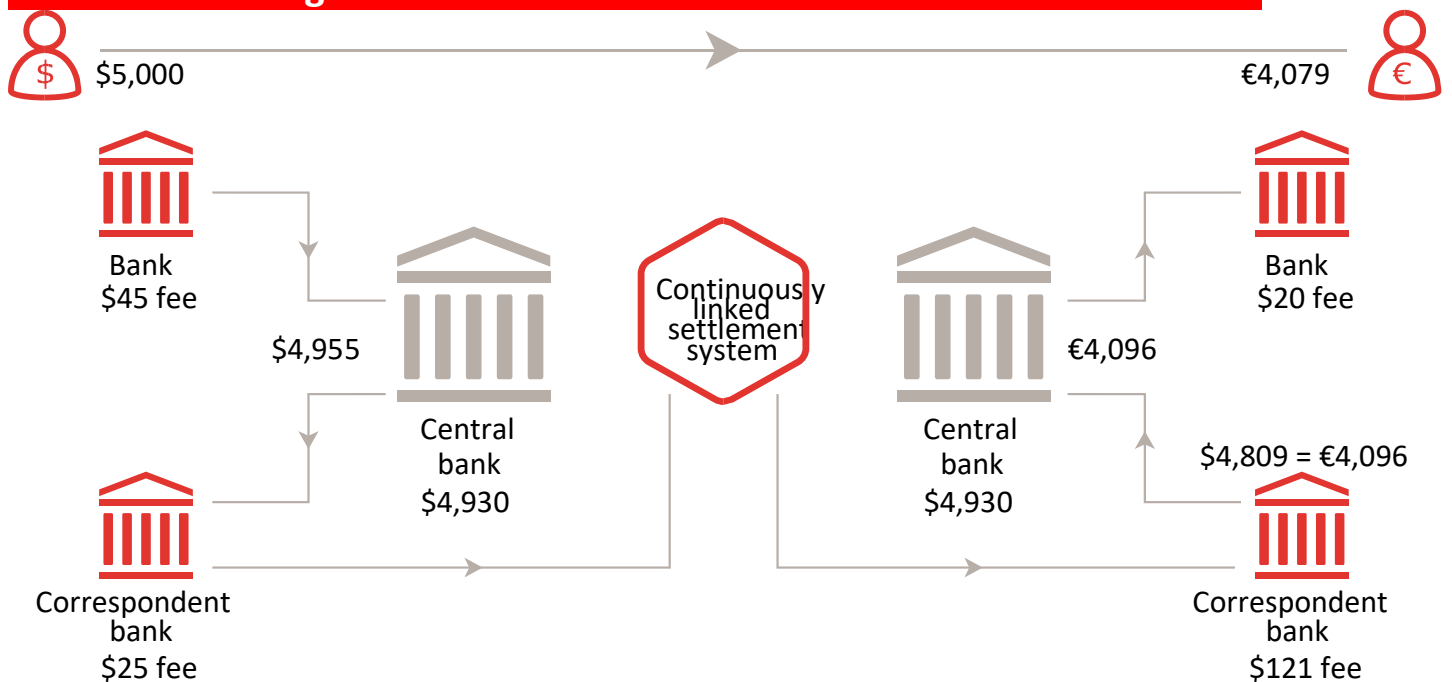 $
$5,000
€4,079
€
Bank
$45 fee
$4,955
Central
bank
$4,930
Correspondent
bank
$25 fee
Continuously
linked
settlement
system
Bank
$20 fee
€4,096
Central
bank
$4,930
$4,809 = €4,096
Correspondent
bank
$121 fee